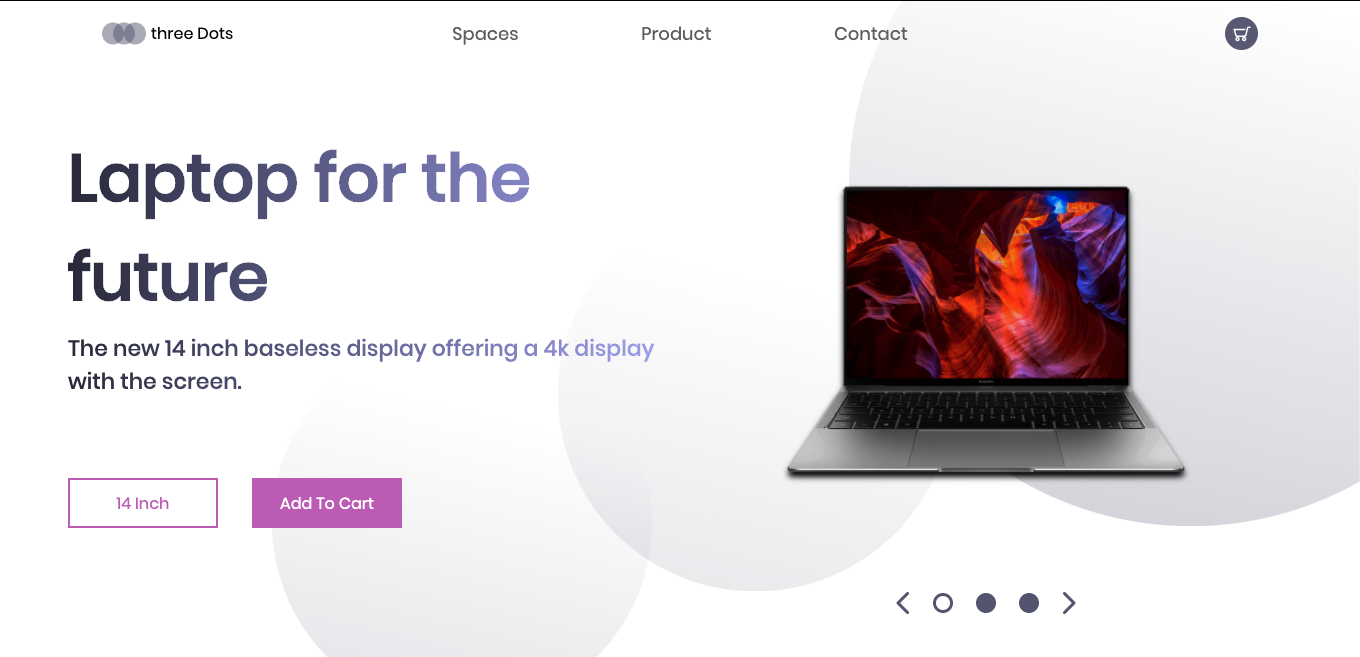 three Dots
Spaces
Product
Contact
Laptop for the
future
The new 14 inch baseless display offering a 4k display
with the screen.
14 Inch
Add To Cart